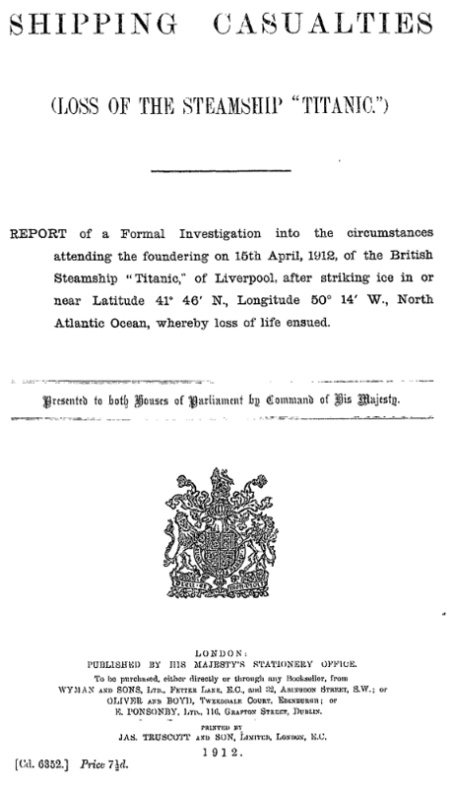 SHIPPING CASUALTIES
(LOSS OF THE STEAMSHIP "TITANIC.")
REPORT of a Formal Investigation into the circumstances
attending the foundering on 15th April, 1912, of the British
Steamship "Titanic," of Liverpool, after striking ice in or
near Latitude 41° 46′ N., Longitude 50° 14′ W., North
Atlantic Ocean, whereby loss of life ensued.
Presented to both Houses of Parliament by Command of His Majesty.
LONDON:
PUBLISHED BY HIS MAJESTY'S STATIONERY OFFICE.
To be purchased, either directly or through any Bookseller, from
WYMAN AND SONS, LTD., FETTER LANE, E.C., and 32, ABINGDON STREET, S.W.; or
OLIVER AND BOYD, TWEEDDALE COURT, EDINBURGH; or
E. PONSONBY, LTD., 116, GRAFTON STREET, DUBLIN.
PRINTED BY
JAS. TRUSCOTT AND SON, LIMITED, LONDON, E.C.
1912.
[Cd. 6352.] Price 7½d.